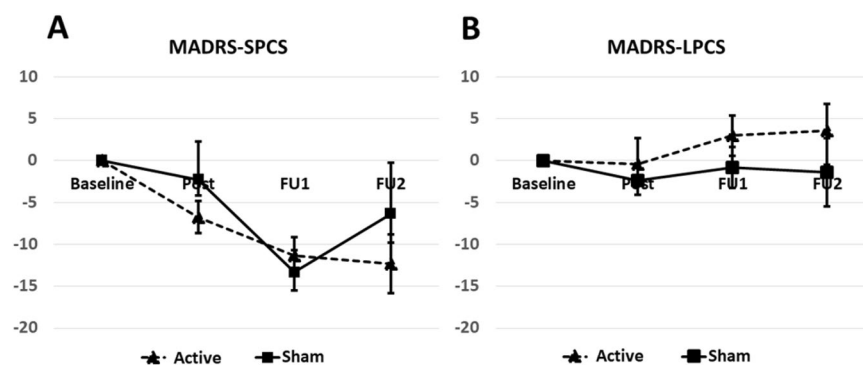 A
MADRS-SPCS
10
5
0
-5
-10
-15
-20
Baseline
Post
FU1
FU2
Active
Sham
B
MADRS-LPCS
10
5
0
-5
-10
-15
-20
Baseline
Post
FU1
FU2
Active
Sham